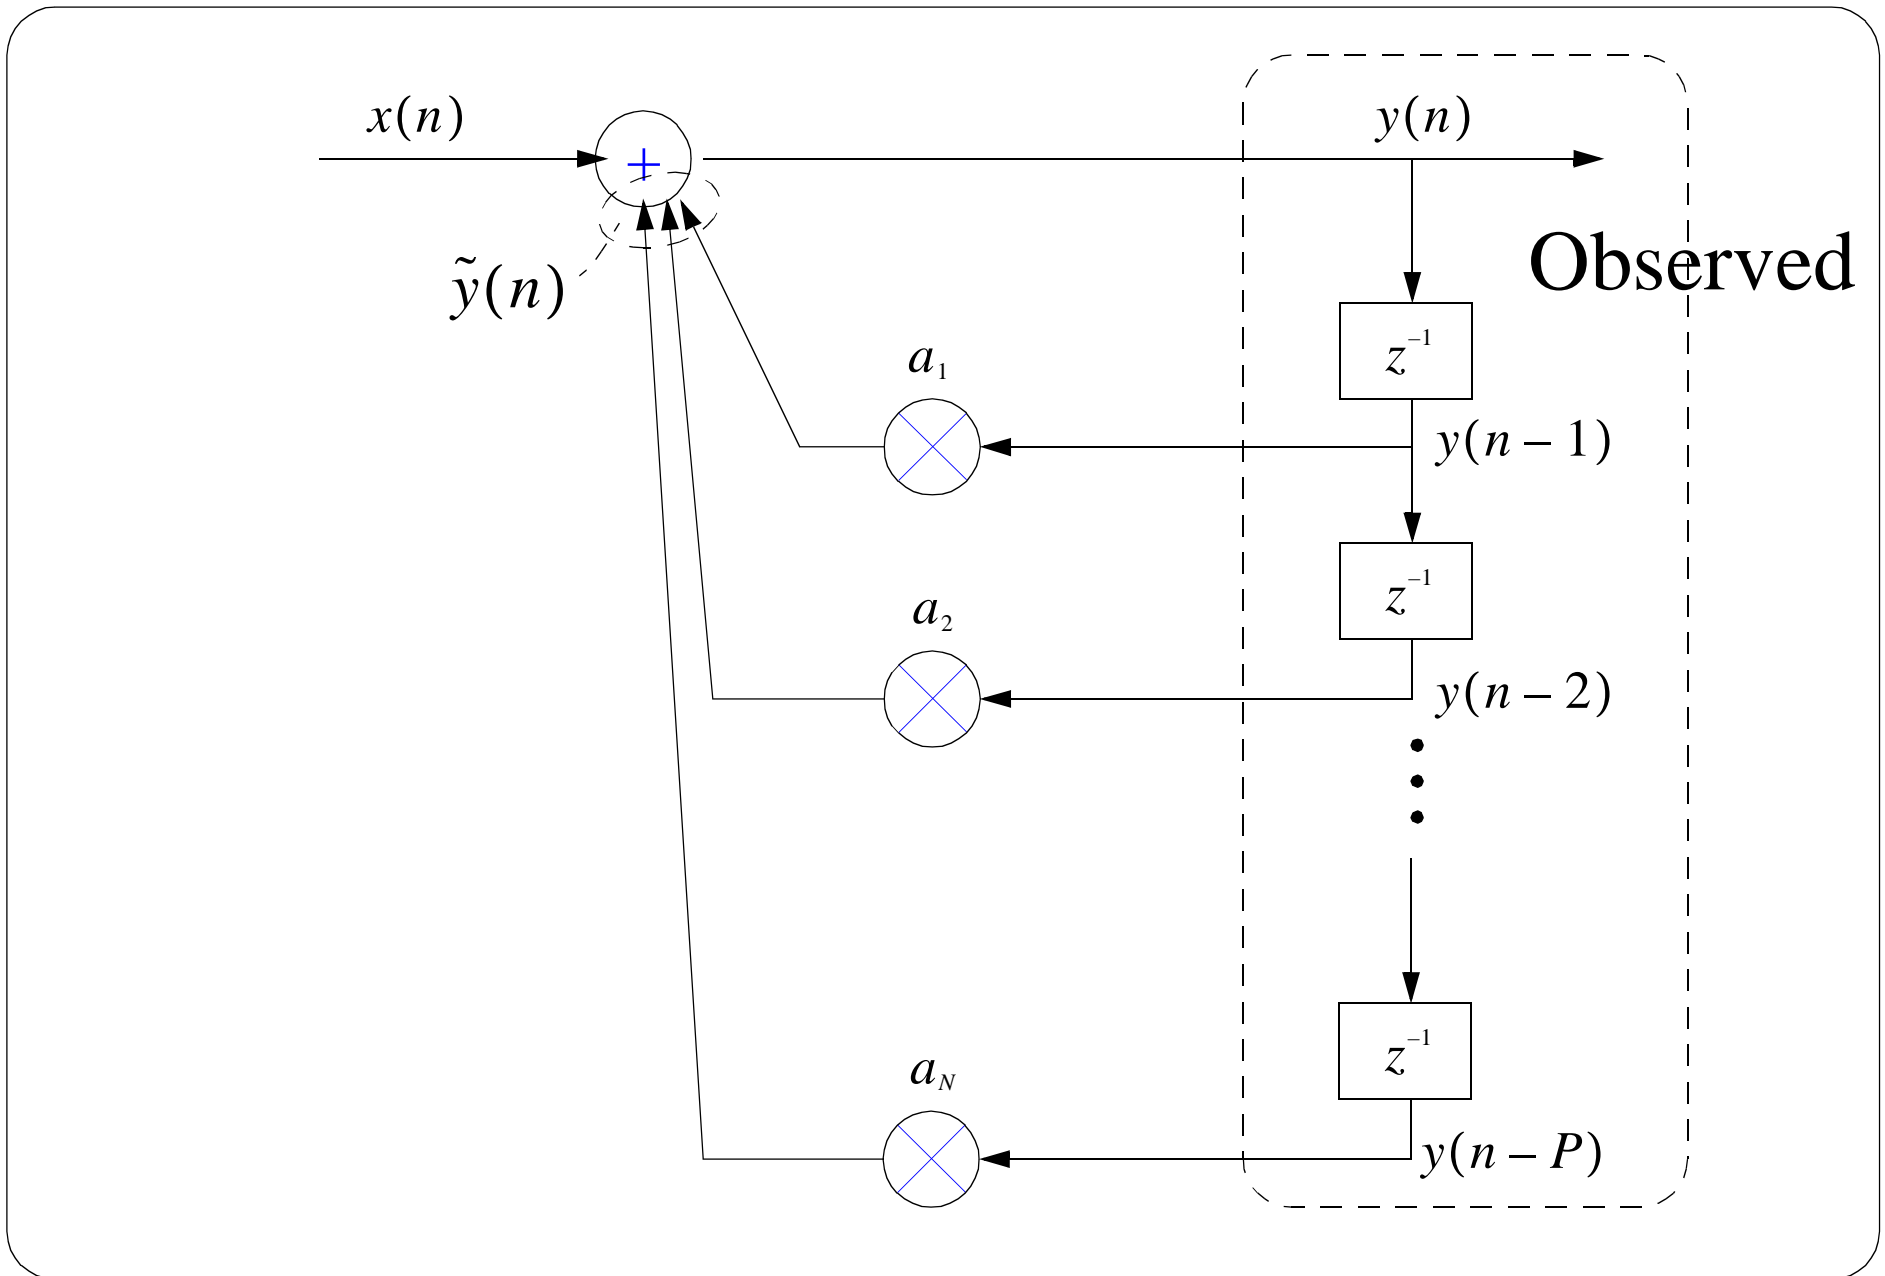 x(n)
y(n)
+
Observed
ỹ(n)
z⁻¹
a₁
y(n – 1)
z⁻¹
a₂
y(n – 2)
z⁻¹
a_N
y(n – P)